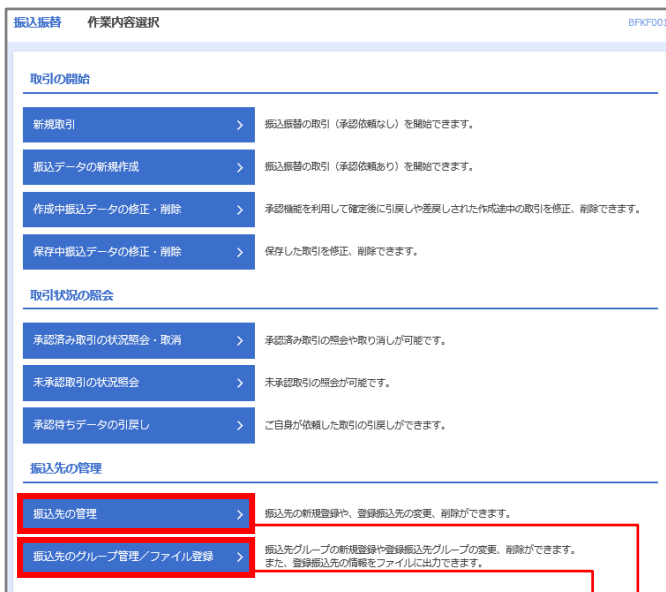 振込振替 作業内容選択 BFKF001
取引の開始
新規取引 振込振替の取引（承認依頼なし）を開始できます。
振込データの新規作成 振込振替の取引（承認依頼あり）を開始できます。
作成中振込データの修正・削除 承認機能を利用して確定後に引戻しや差戻しされた作成途中の取引を修正、削除できます。
保存中振込データの修正・削除 保存した取引を修正、削除できます。
取引状況の照会
承認済み取引の状況照会・取消 承認済み取引の照会や取り消しが可能です。
未承認取引の状況照会 未承認取引の照会が可能です。
承認待ちデータの引戻し ご自身が依頼した取引の引戻しができます。
振込先の管理
振込先の管理 振込先の新規登録や、登録振込先の変更、削除ができます。
振込先のグループ管理／ファイル登録 振込先グループの新規登録や登録振込先グループの変更、削除ができます。
また、登録振込先の情報をファイルに出力できます。